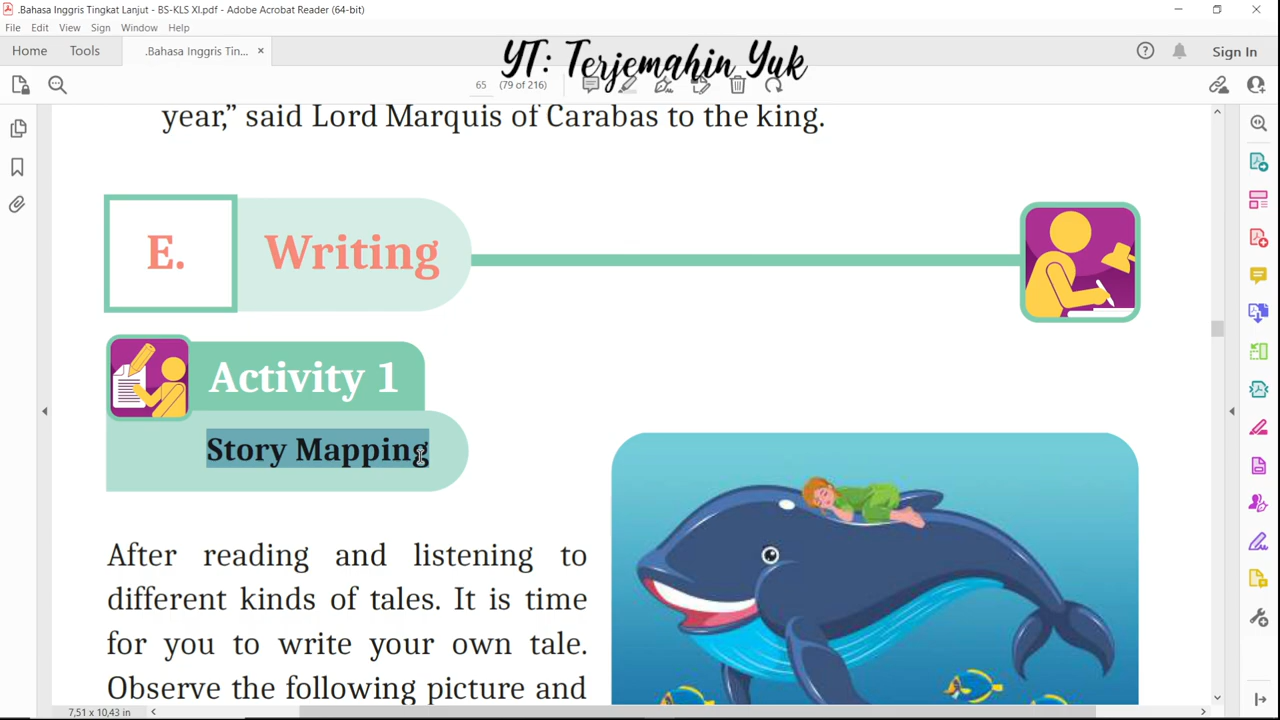 .Bahasa Inggris Tingkat Lanjut - BS-KLS XI.pdf - Adobe Acrobat Reader (64-bit)
File Edit View Sign Window Help
Home Tools .Bahasa Inggris Tin... × Sign In
YT: Terjemahin Yuk
65 (79 of 216)
year,” said Lord Marquis of Carabas to the king.
E. Writing
Activity 1
Story Mapping
After reading and listening to
different kinds of tales. It is time
for you to write your own tale.
Observe the following picture and
7,51 x 10,43 in